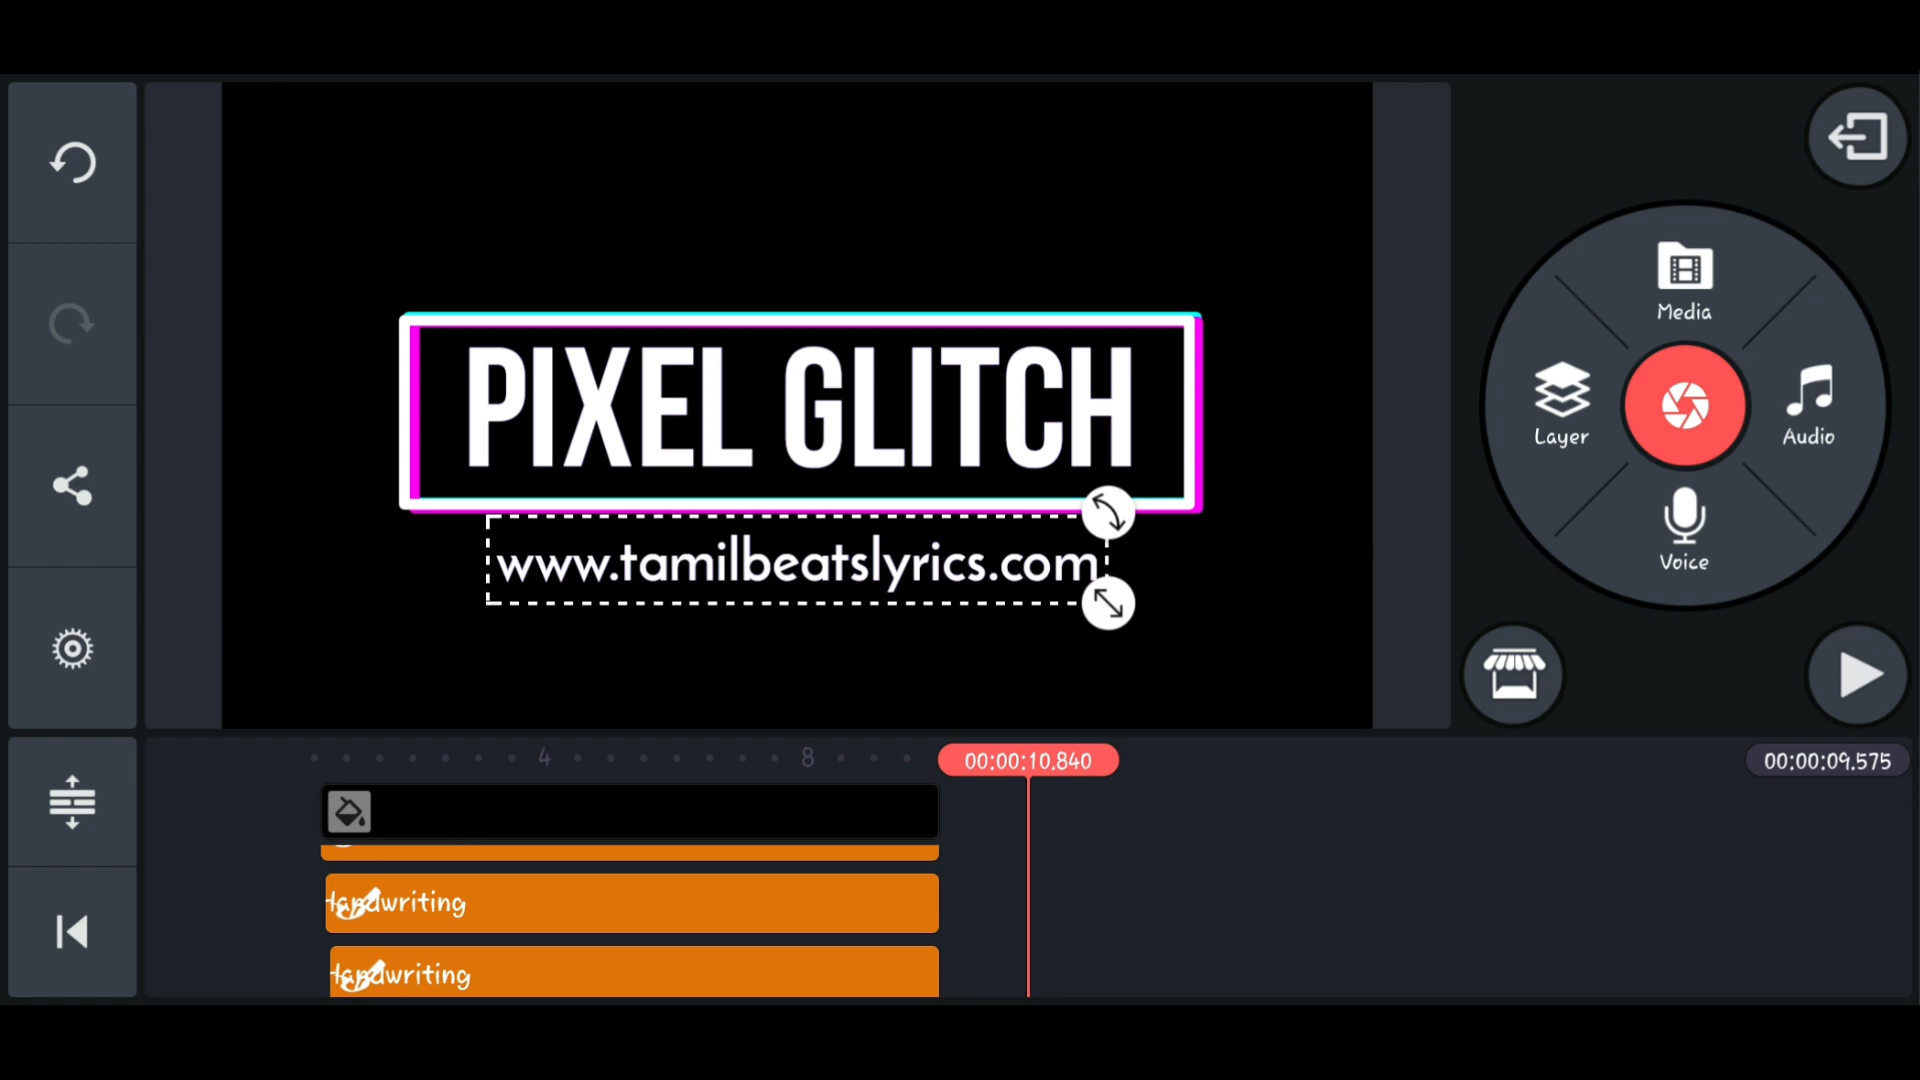 Media
PIXEL GLITCH
Layer
Audio
www.tamilbeatslyrics.com
Voice
4
8
00:00:10.840
00:00:09.575
Handwriting
Handwriting